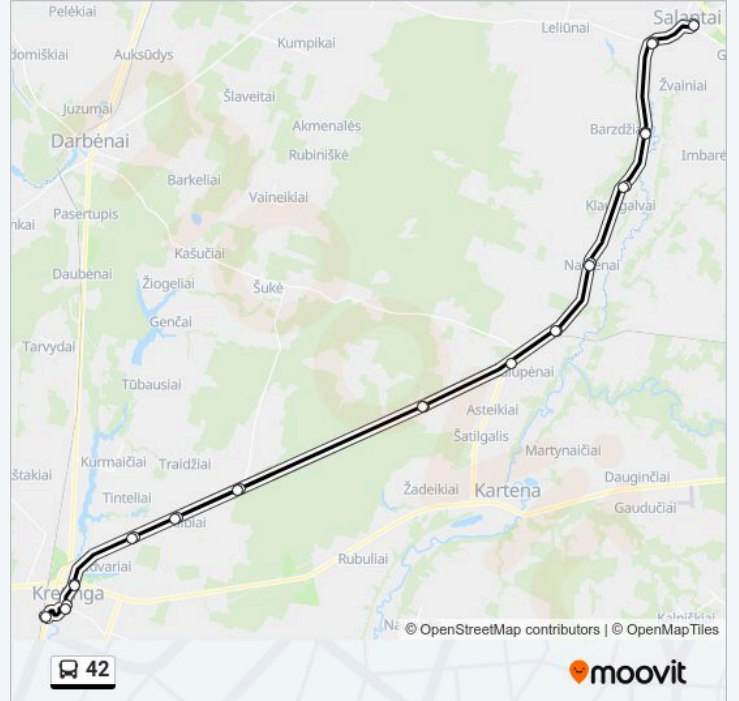 Pelėkiai
Salantai
domiškiai
Auksūdys
Kumpikai
Leliūnai
Žvainiai
Šlaveitai
Juzumai
Akmenalės
Barzdžiai
Darbėnai
Rubiniškė
Imbarė
Barkeliai
Vaineikiai
nkai
Pasertupis
Kašučiai
Daubėnai
Žiogeliai
Šukė
Genčai
Tarvydai
Tūbausiai
Asteikiai
Šatilgalis
Martynaičiai
Kurmaičiai
Traidžiai
štakiai
Dauginčiai
Žadeikiai
Kartena
Tinteliai
Gaudučiai
Rubuliai
Kretinga
© OpenStreetMap contributors | © OpenMapTiles
42
moovit